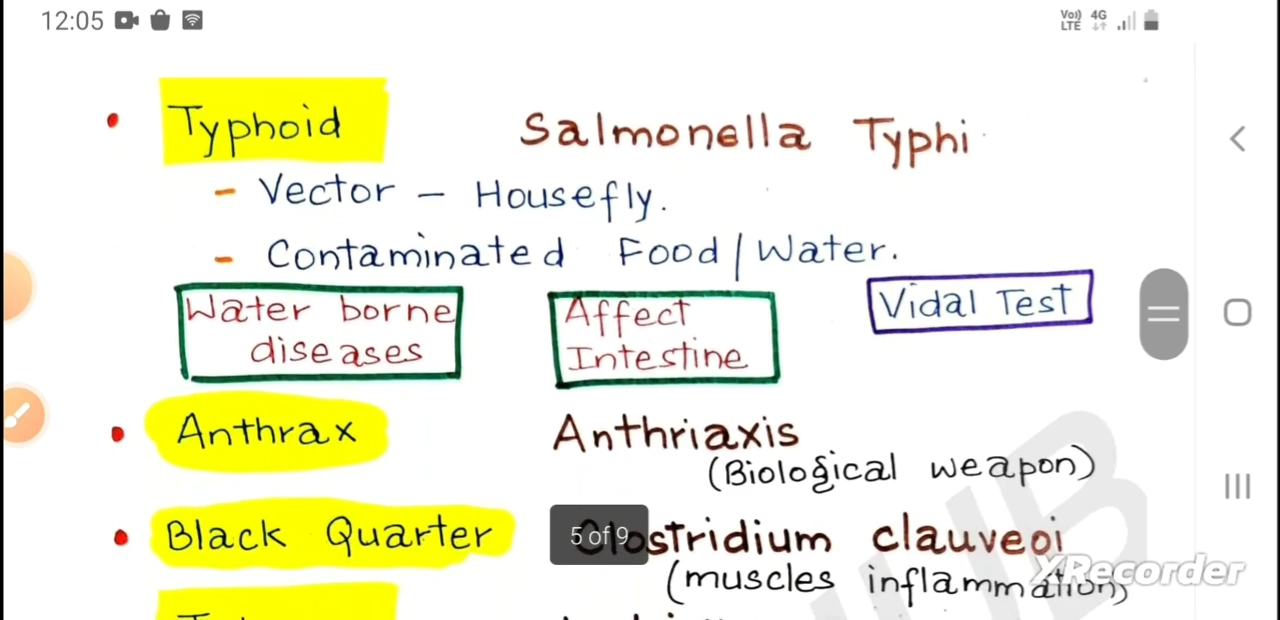 12:05 Vo)) LTE 4G
Typhoid Salmonella Typhi
- Vector - Housefly.
- Contaminated Food/Water.
Water borne diseases
Affect Intestine
Vidal Test
Anthrax Anthriaxis
(Biological weapon)
Black Quarter Clostridium clauveoi
5 of 9
(muscles inflammation)
XRecorder